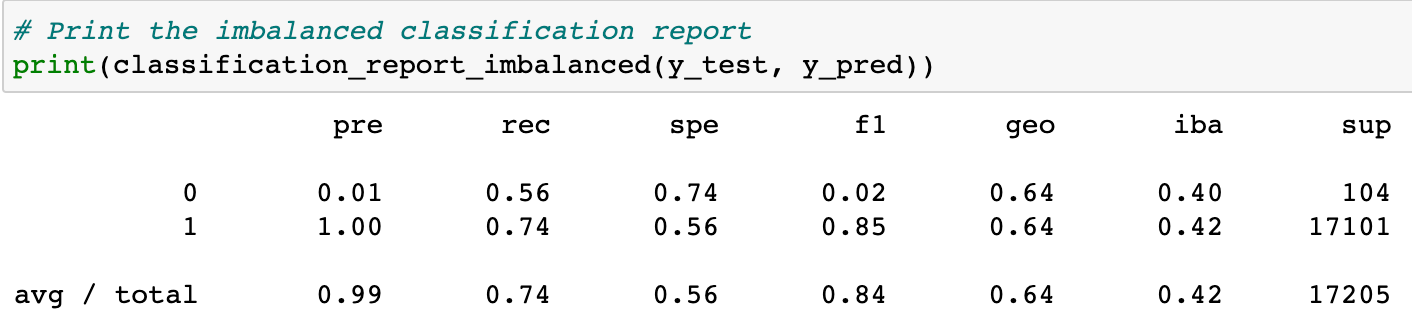 # Print the imbalanced classification report
print(classification_report_imbalanced(y_test, y_pred))
pre rec spe f1 geo iba sup
0 0.01 0.56 0.74 0.02 0.64 0.40 104
1 1.00 0.74 0.56 0.85 0.64 0.42 17101
avg / total 0.99 0.74 0.56 0.84 0.64 0.42 17205